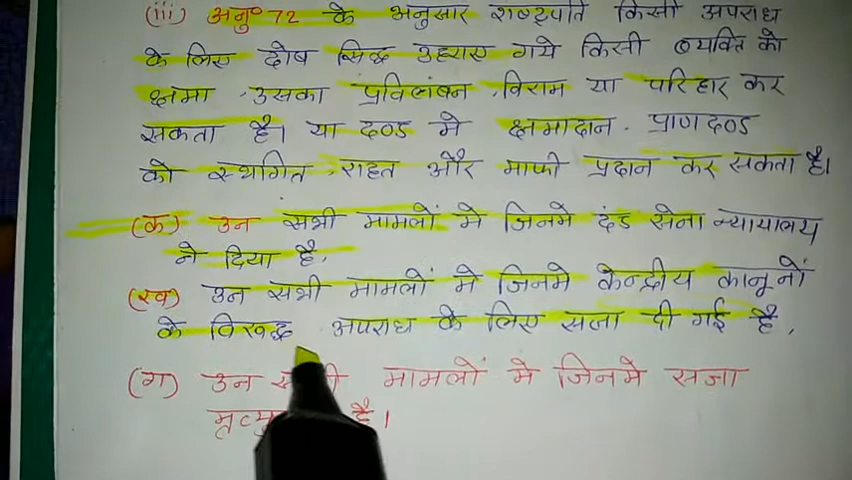 (iii) अनु० 72 के अनुसार राष्ट्रपति किसी अपराध
के लिए दोष सिद्ध ठहराए गये किसी व्यक्ति को
क्षमा, उसका प्रविलंबन, विराम या परिहार कर
सकता है। या दण्ड मे क्षमादान, प्राणदण्ड
को स्थगित, राहत और माफी प्रदान कर सकता है।
(क) उन सभी मामलों मे जिनमे दंड सेना न्यायालय
ने दिया है,
(ख) उन सभी मामलों मे जिनमे केन्द्रीय कानूनों
के विरुद्ध अपराध के लिए सजा दी गई है,
(ग) उन मामलों मे जिनमे सजा
है।